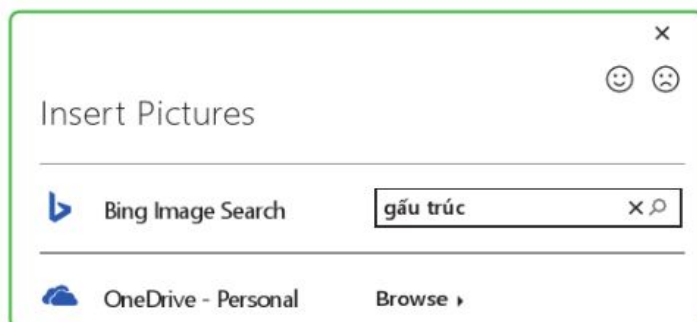 Insert Pictures
Bing Image Search gấu trúc
OneDrive - Personal Browse